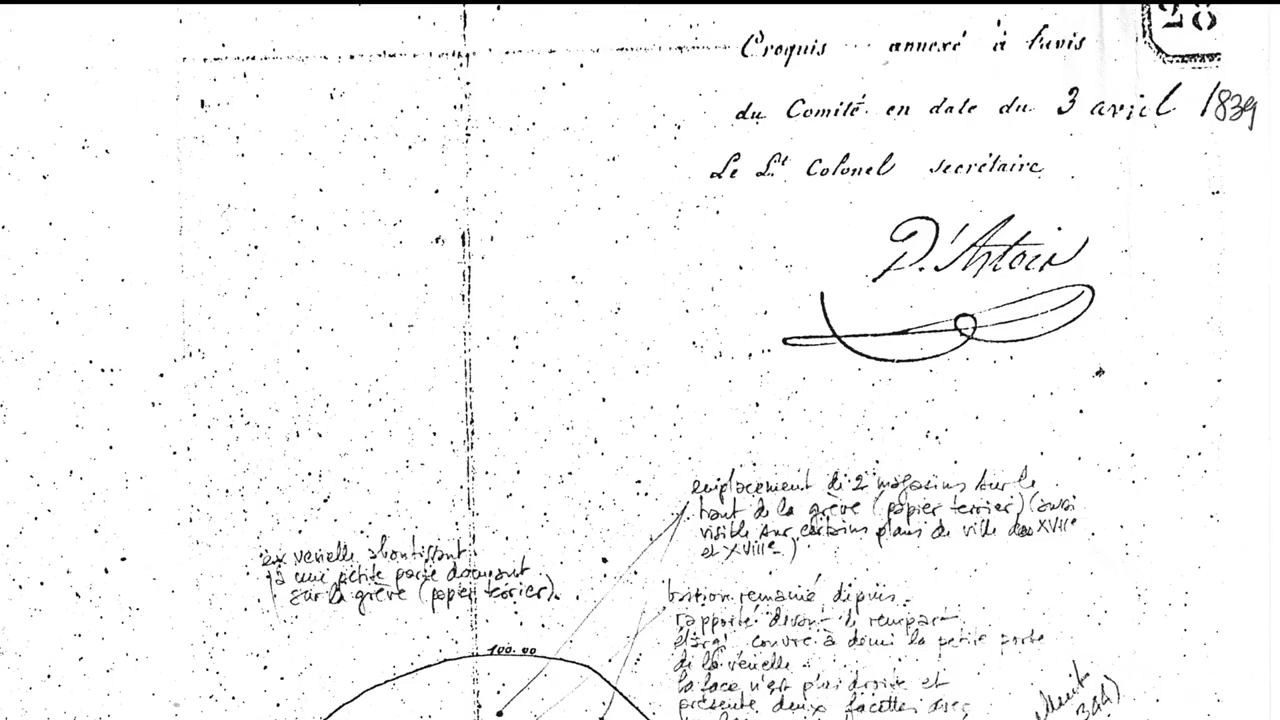 28
Croquis annexé à l'avis
du Comité en date du 3 avril 1839
Le Lt Colonel secrétaire
D'Artois
emplacement de 2 magasins sur le
haut de la grève (papier terrier) (aussi
visible sur certains plans de ville des XVIIe
et XVIIIe)
ex venelle aboutissant
à une petite porte donnant
sur la grève (papier terrier).
bastion remanié depuis
rapporté devant le rempart
élargi couvre à demi la petite porte
de la venelle
la face n'est plus droite et
présente deux facettes avec
100.00